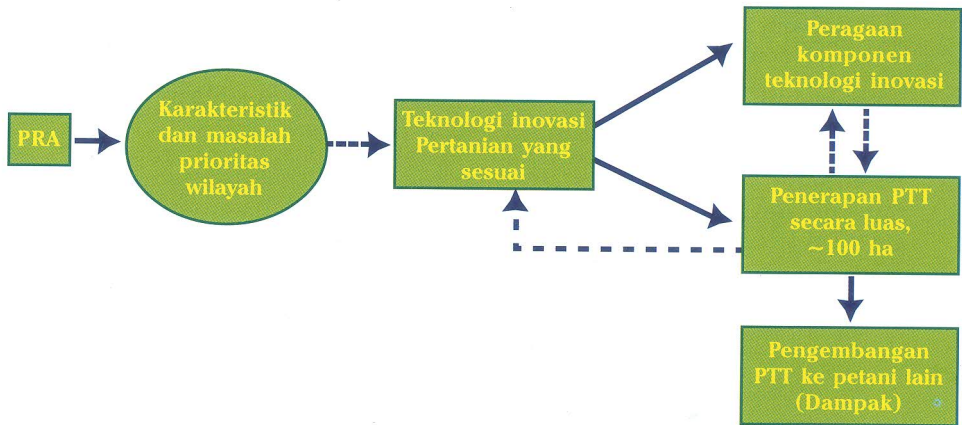 PRA
Karakteristik
dan masalah
prioritas
wilayah
Teknologi inovasi
Pertanian yang
sesuai
Peragaan
komponen
teknologi inovasi
Penerapan PTT
secara luas,
~100 ha
Pengembangan
PTT ke petani lain
(Dampak)